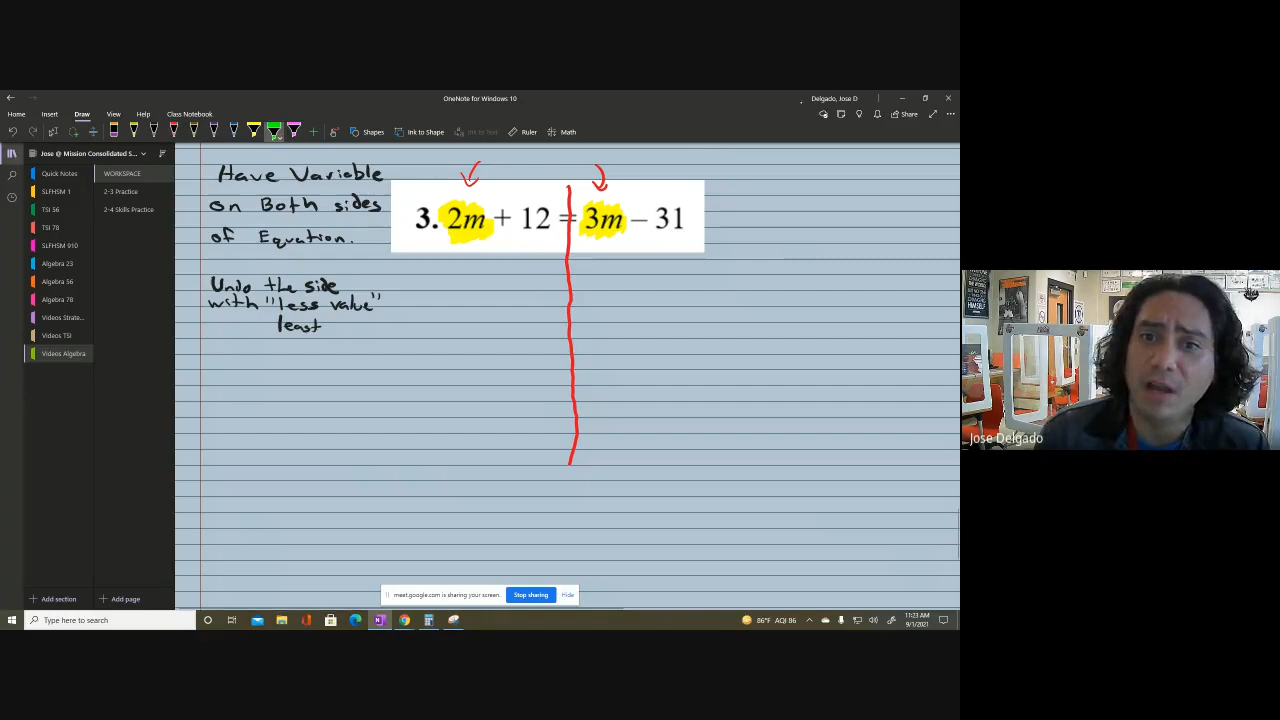 OneNote for Windows 10
Delgado, Jose D
Home Insert Draw View Help Class Notebook
Share
Shapes Ink to Shape Ink to Text Ruler Math
Jose @ Mission Consolidated S...
Quick Notes
SLFHSM 1
TSI 56
TSI 78
SLFHSM 910
Algebra 23
Algebra 56
Algebra 78
Videos Strate...
Videos TSI
Videos Algebra
WORKSPACE
2-3 Practice
2-4 Skills Practice
Have Variable
on Both sides
of Equation.
Undo the side
with "less value"
least
3. 2m + 12 = 3m – 31
Jose Delgado
Add section
Add page
meet.google.com is sharing your screen.
Stop sharing
Hide
Type here to search
86°F AQI 86
11:23 AM
9/1/2021